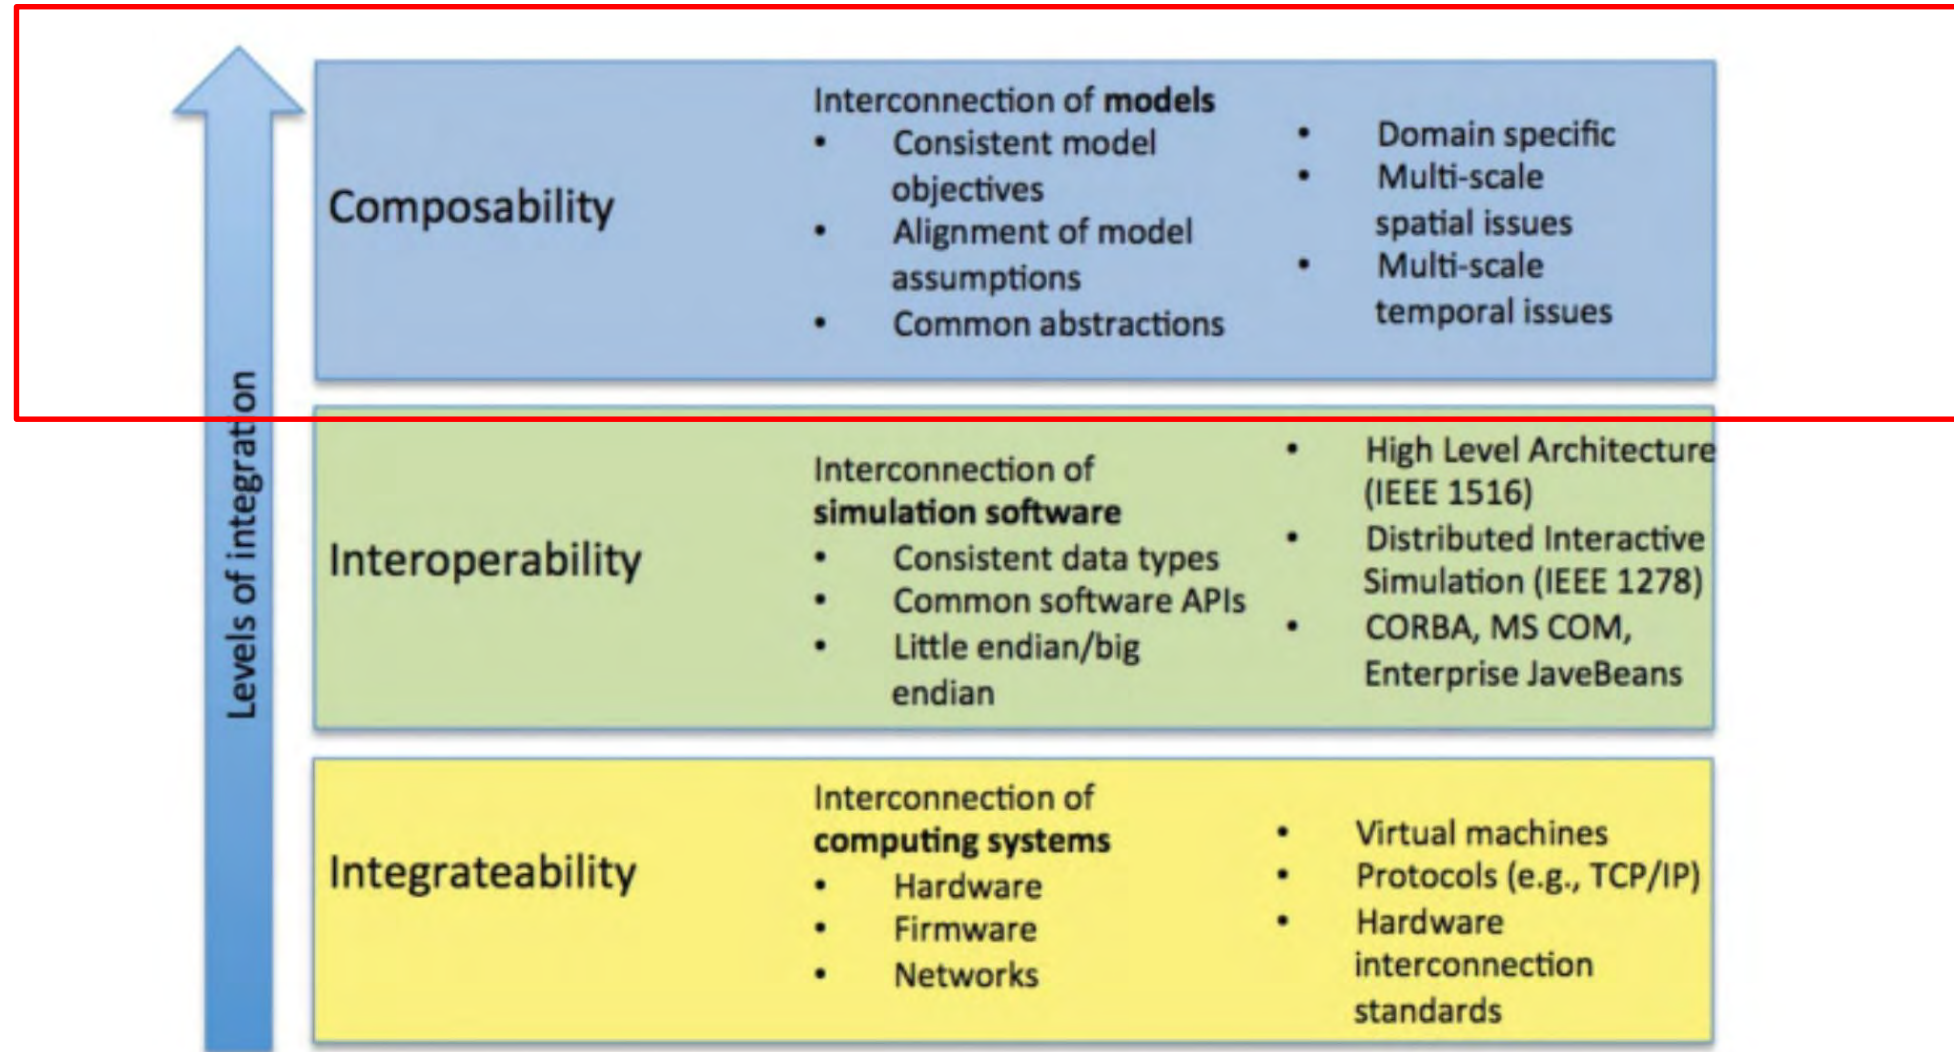 Levels of integration
Composability
Interconnection of models
• Consistent model
objectives
• Alignment of model
assumptions
• Common abstractions
• Domain specific
• Multi-scale
spatial issues
• Multi-scale
temporal issues
Interoperability
Interconnection of
simulation software
• Consistent data types
• Common software APIs
• Little endian/big
endian
• High Level Architecture
(IEEE 1516)
• Distributed Interactive
Simulation (IEEE 1278)
• CORBA, MS COM,
Enterprise JaveBeans
Integrateability
Interconnection of
computing systems
• Hardware
• Firmware
• Networks
• Virtual machines
• Protocols (e.g., TCP/IP)
• Hardware
interconnection
standards